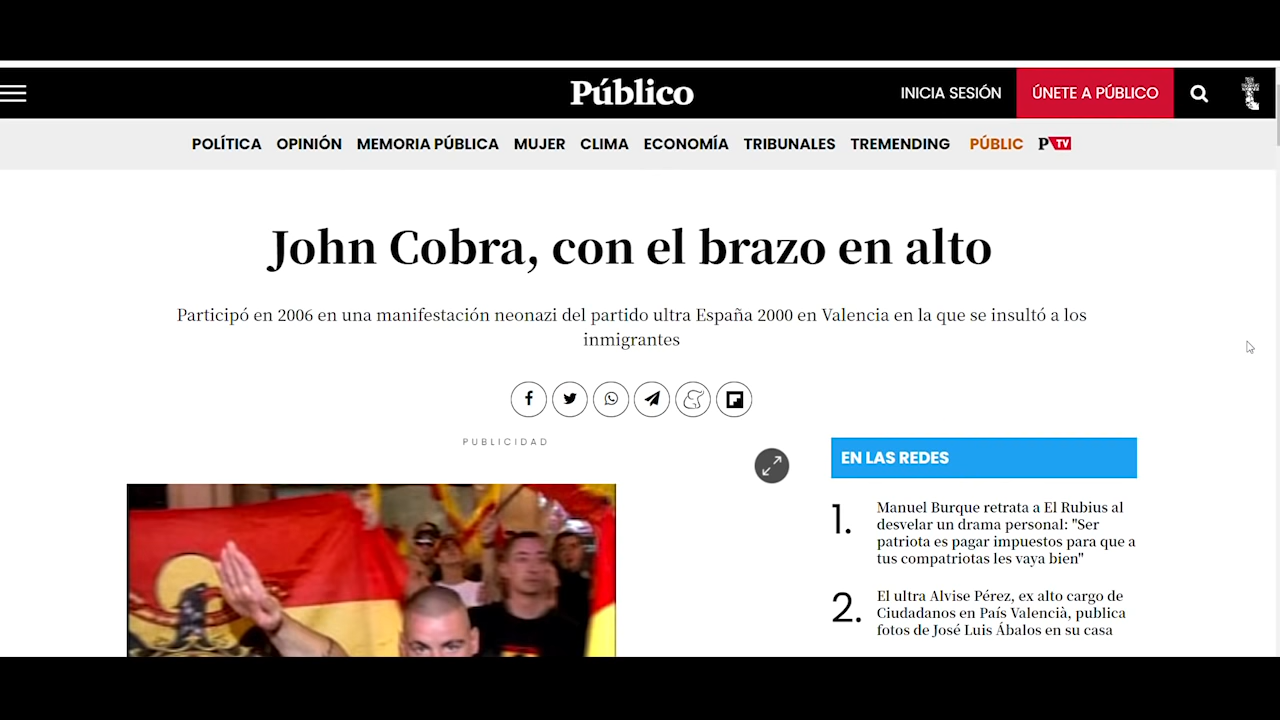 Público
INICIA SESIÓN
ÚNETE A PÚBLICO
POLÍTICA OPINIÓN MEMORIA PÚBLICA MUJER CLIMA ECONOMÍA TRIBUNALES TREMENDING PÚBLIC P TV
John Cobra, con el brazo en alto
Participó en 2006 en una manifestación neonazi del partido ultra España 2000 en Valencia en la que se insultó a los
inmigrantes
PUBLICIDAD
EN LAS REDES
1.
Manuel Burque retrata a El Rubius al
desvelar un drama personal: "Ser
patriota es pagar impuestos para que a
tus compatriotas les vaya bien"
2.
El ultra Alvise Pérez, ex alto cargo de
Ciudadanos en País Valencià, publica
fotos de José Luis Ábalos en su casa